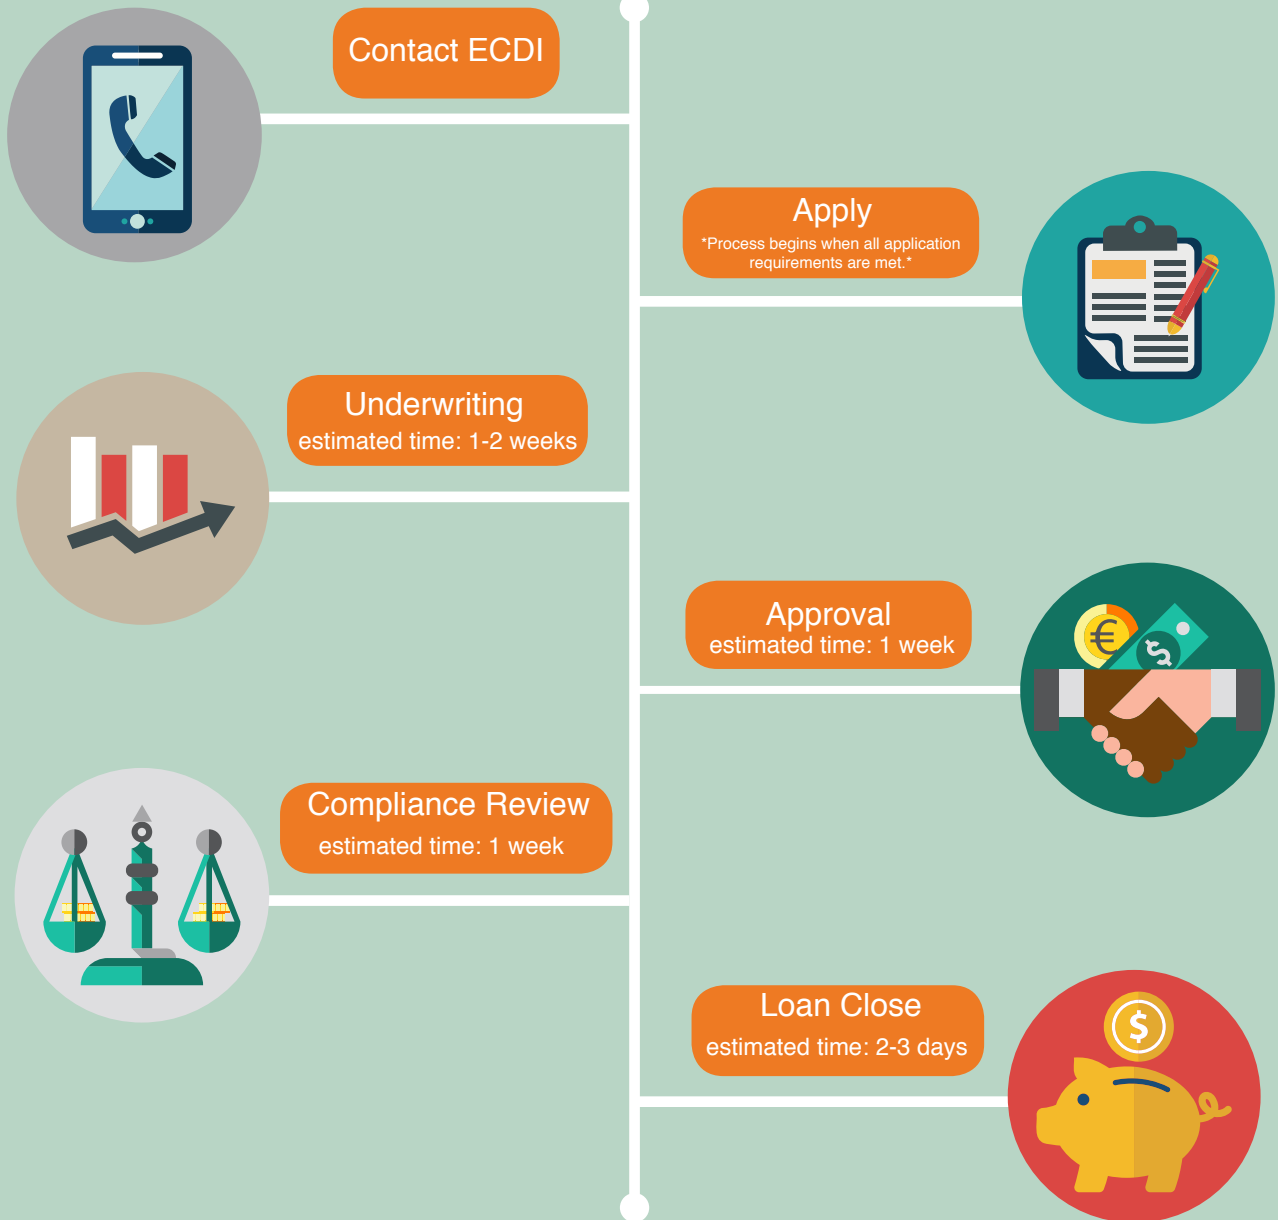 Contact ECDI
Apply
*Process begins when all application
requirements are met.*
Underwriting
estimated time: 1-2 weeks
Approval
estimated time: 1 week
Compliance Review
estimated time: 1 week
Loan Close
estimated time: 2-3 days